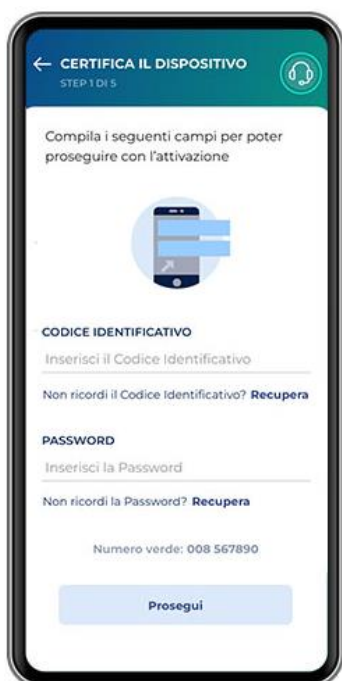 CERTIFICA IL DISPOSITIVO
STEP 1 DI 5
Compila i seguenti campi per poter
proseguire con l'attivazione
CODICE IDENTIFICATIVO
Inserisci il Codice Identificativo
Non ricordi il Codice Identificativo? Recupera
PASSWORD
Inserisci la Password
Non ricordi la Password? Recupera
Numero verde: 008 567890
Prosegui